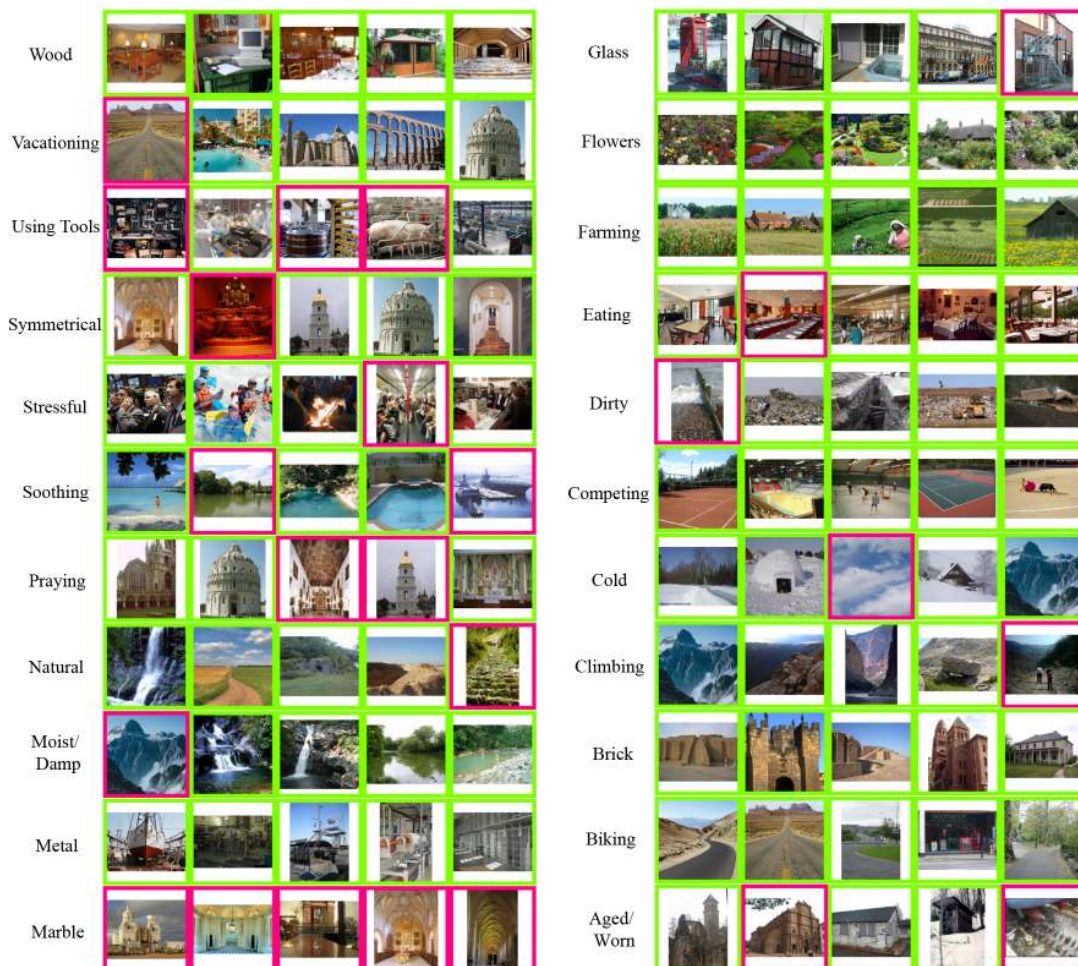 Wood
Vacationing
Using Tools
Symmetrical
Stressful
Soothing
Praying
Natural
Moist/
Damp
Metal
Marble
Glass
Flowers
Farming
Eating
Dirty
Competing
Cold
Climbing
Brick
Biking
Aged/
Worn